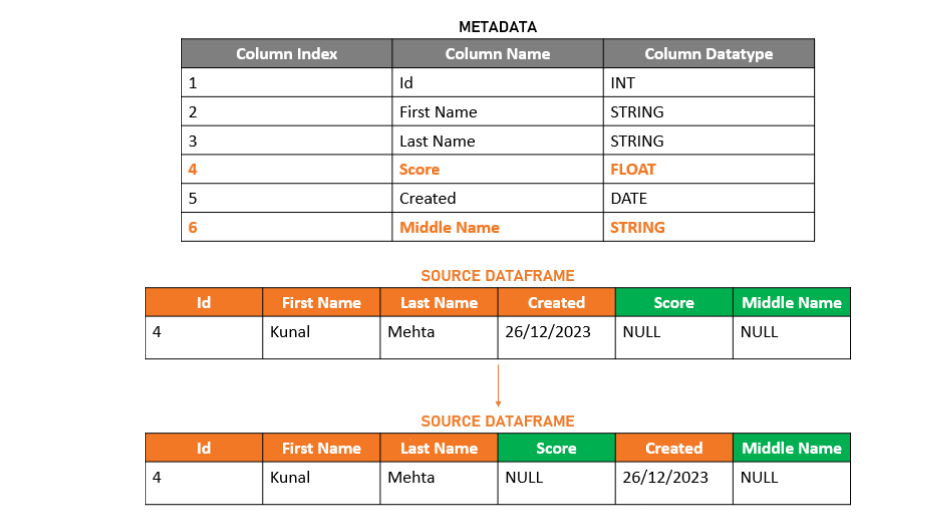 METADATA
Column Index Column Name Column Datatype
1 Id INT
2 First Name STRING
3 Last Name STRING
4 Score FLOAT
5 Created DATE
6 Middle Name STRING
SOURCE DATAFRAME
Id First Name Last Name Created Score Middle Name
4 Kunal Mehta 26/12/2023 NULL NULL
SOURCE DATAFRAME
Id First Name Last Name Score Created Middle Name
4 Kunal Mehta NULL 26/12/2023 NULL